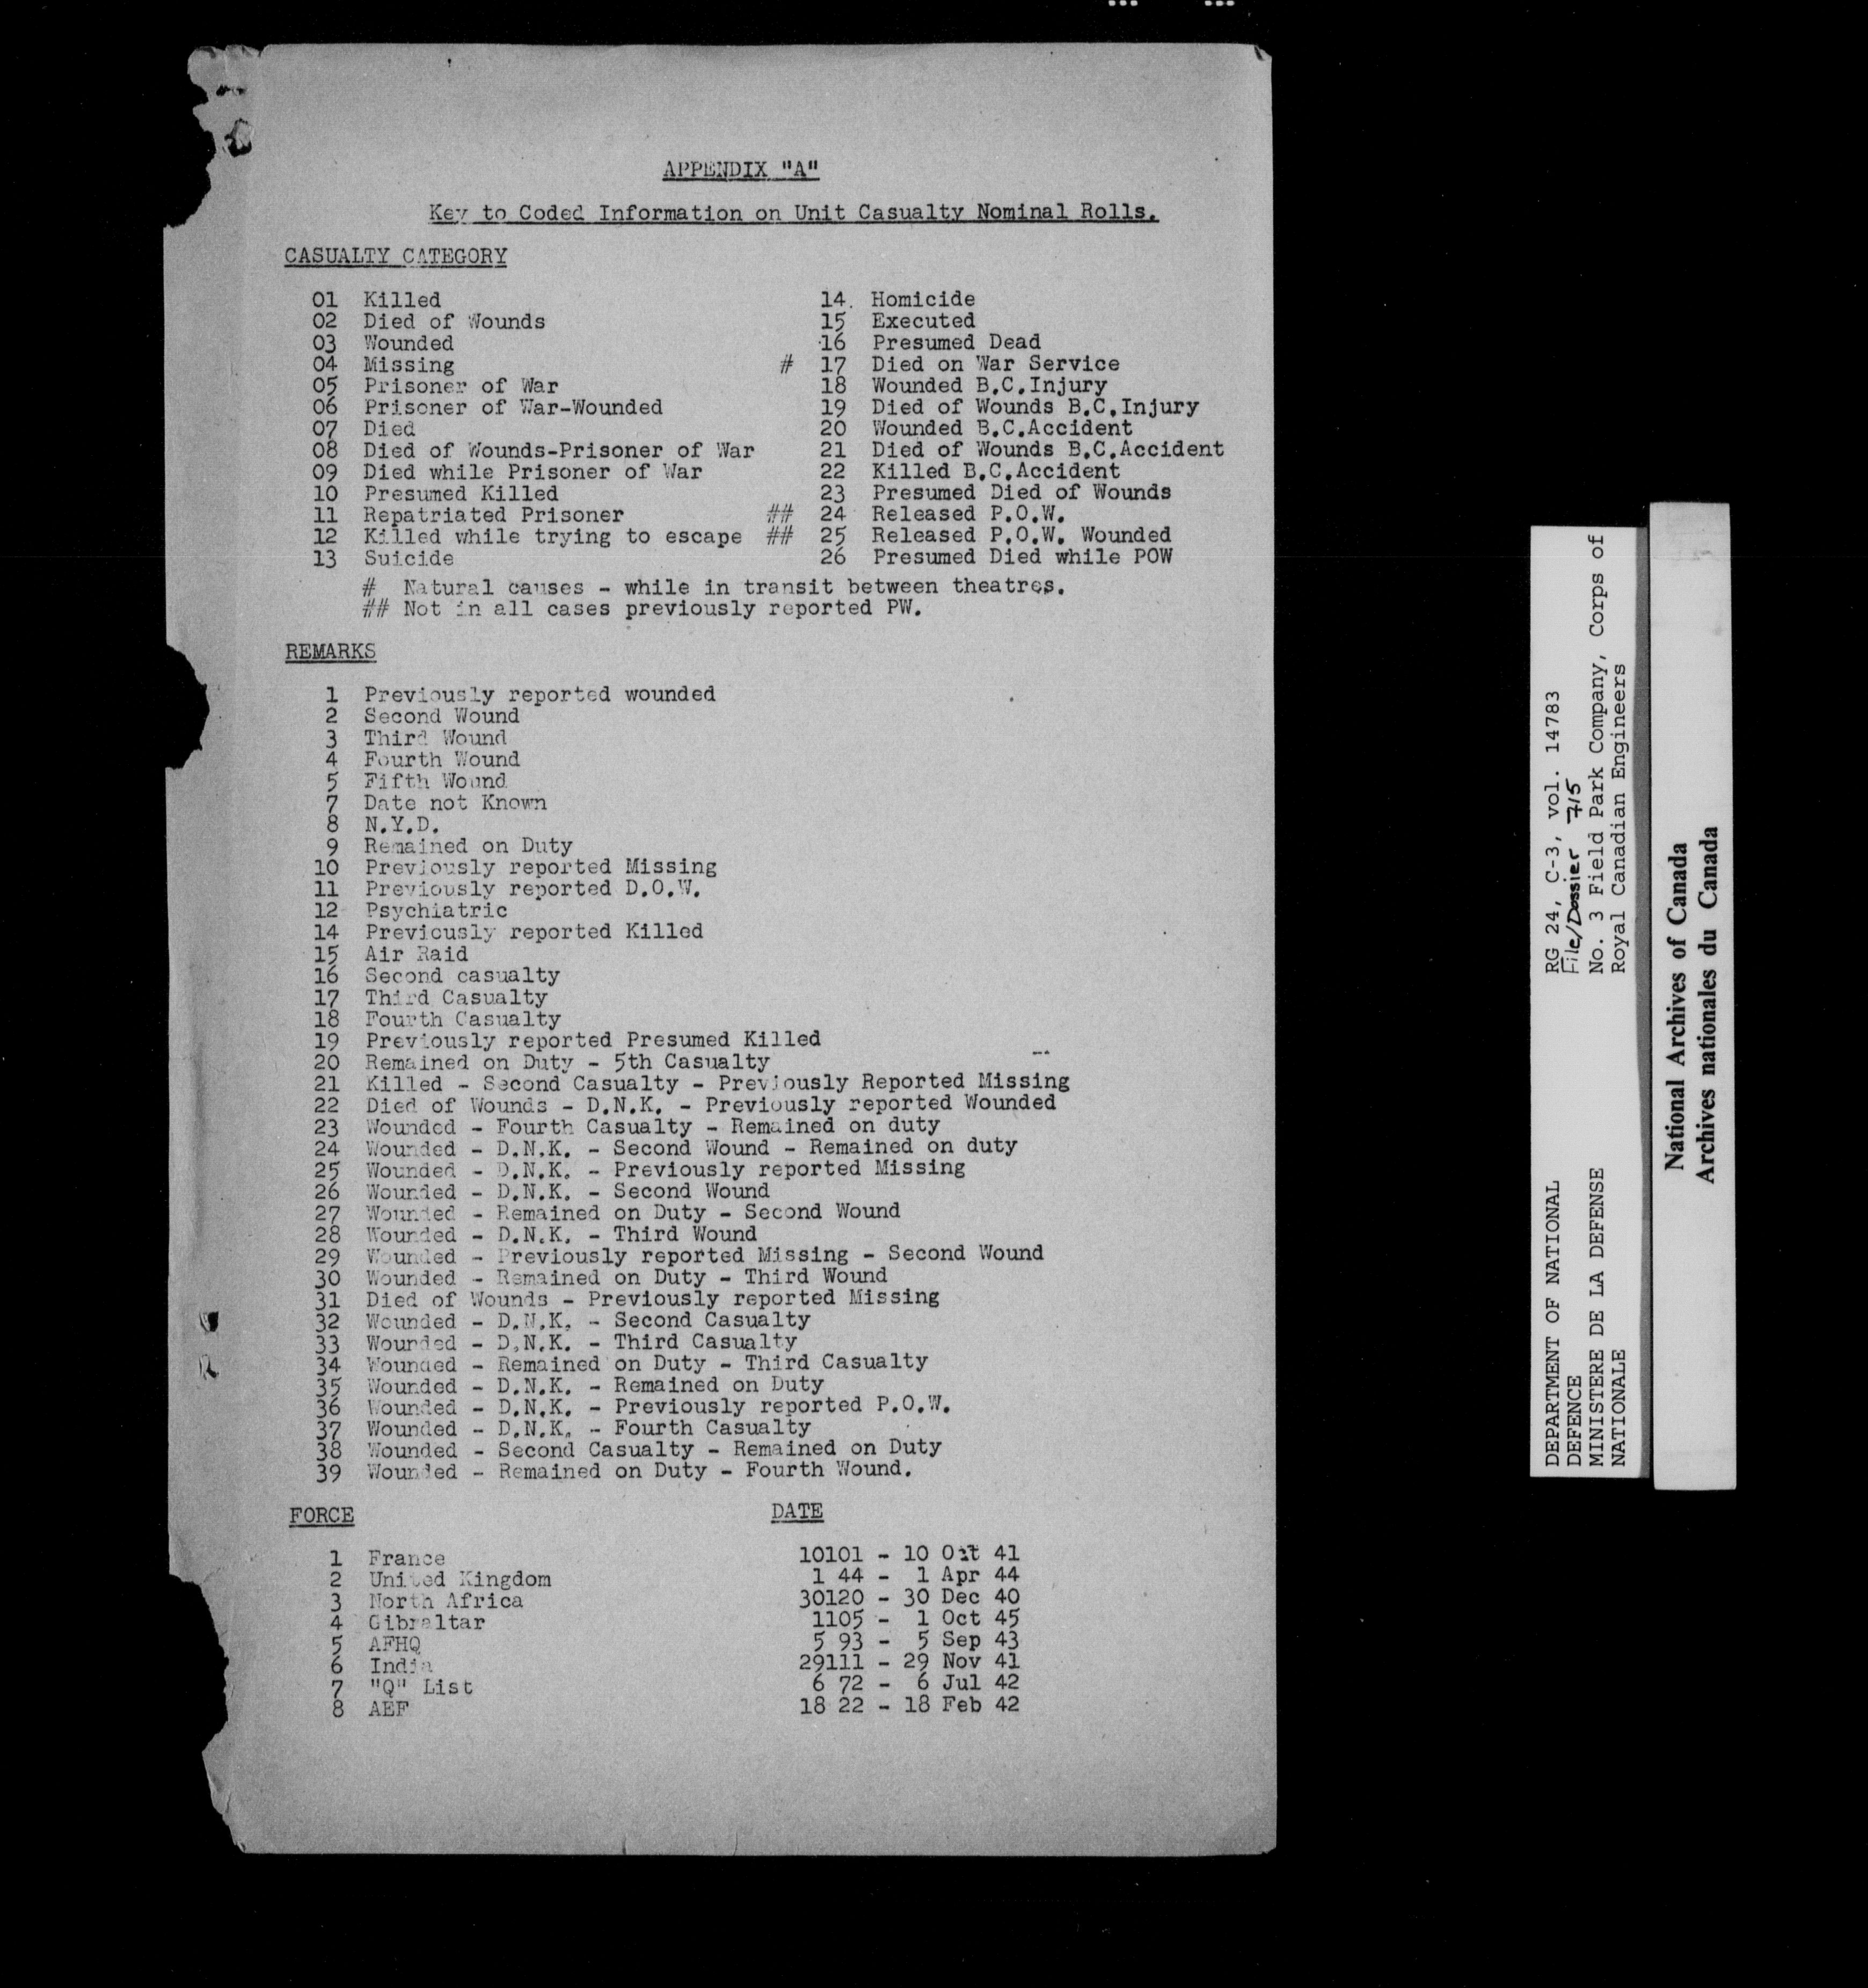 APPENDIX "A"
Key to Coded Information on Unit Casualty Nominal Rolls.
CASUALTY CATEGORY
01 Killed
02 Died of Wounds
03 Wounded
04 Missing
05 Prisoner of War
06 Prisoner of War-Wounded
07 Died
08 Died of Wounds-Prisoner of War
09 Died while Prisoner of War
10 Presumed Killed
11 Repatriated Prisoner
12 Killed while trying to escape
13 Suicide
14. Homicide
15 Executed
16 Presumed Dead
# 17 Died on War Service
18 Wounded B.C.Injury
19 Died of Wounds B.C.Injury
20 Wounded B.C.Accident
21 Died of Wounds B.C.Accident
22 Killed B.C.Accident
23 Presumed Died of Wounds
## 24 Released P.O.W.
## 25 Released P.O.W. Wounded
26 Presumed Died while POW
# Natural causes - while in transit between theatres.
## Not in all cases previously reported PW.
REMARKS
1 Previously reported wounded
2 Second Wound
3 Third Wound
4 Fourth Wound
5 Fifth Wound
7 Date not Known
8 N.Y.D.
9 Remained on Duty
10 Previously reported Missing
11 Previously reported D.O.W.
12 Psychiatric
14 Previously reported Killed
15 Air Raid
16 Second casualty
17 Third Casualty
18 Fourth Casualty
19 Previously reported Presumed Killed
20 Remained on Duty - 5th Casualty
21 Killed - Second Casualty - Previously Reported Missing
22 Died of Wounds - D.N.K. - Previously reported Wounded
23 Wounded - Fourth Casualty - Remained on duty
24 Wounded - D.N.K. - Second Wound - Remained on duty
25 Wounded - D.N.K. - Previously reported Missing
26 Wounded - D.N.K. - Second Wound
27 Wounded - Remained on Duty - Second Wound
28 Wounded - D.N.K. - Third Wound
29 Wounded - Previously reported Missing - Second Wound
30 Wounded - Remained on Duty - Third Wound
31 Died of Wounds - Previously reported Missing
32 Wounded - D.N.K. - Second Casualty
33 Wounded - D.N.K. - Third Casualty
34 Wounded - Remained on Duty - Third Casualty
35 Wounded - D.N.K. - Remained on Duty
36 Wounded - D.N.K. - Previously reported P.O.W.
37 Wounded - D.N.K. - Fourth Casualty
38 Wounded - Second Casualty - Remained on Duty
39 Wounded - Remained on Duty - Fourth Wound.
FORCE
1 France
2 United Kingdom
3 North Africa
4 Gibraltar
5 AFHQ
6 India
7 "Q" List
8 AEF
DATE
10101 - 10 Oct 41
1 44 - 1 Apr 44
30120 - 30 Dec 40
1105 - 1 Oct 45
5 93 - 5 Sep 43
29111 - 29 Nov 41
6 72 - 6 Jul 42
18 22 - 18 Feb 42
DEPARTMENT OF NATIONAL
DEFENCE
MINISTERE DE LA DEFENSE
NATIONALE
RG 24, C-3, vol. 14783
File/Dossier 715
No. 3 Field Park Company, Corps of
Royal Canadian Engineers
National Archives of Canada
Archives nationales du Canada